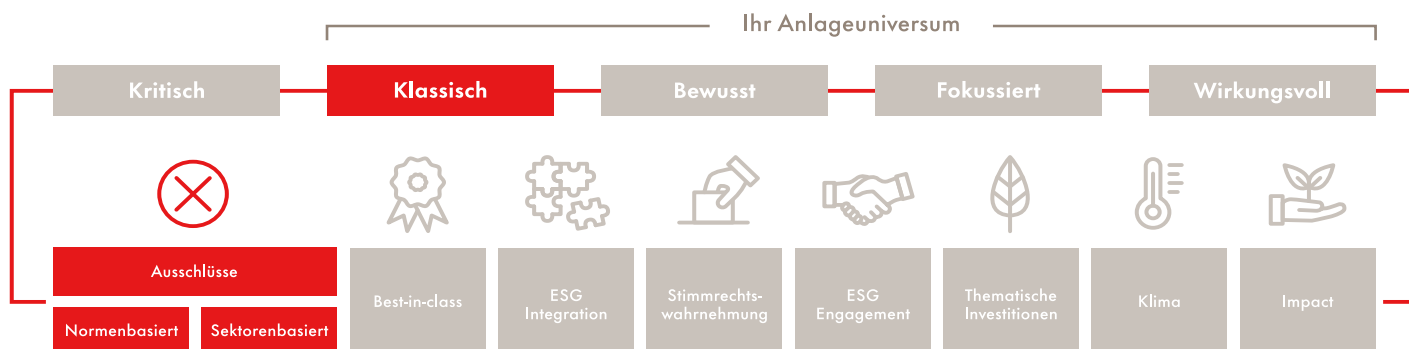 Ihr Anlageuniversum
Kritisch
Klassisch
Bewusst
Fokussiert
Wirkungsvoll
Ausschlüsse
Normenbasiert
Sektorenbasiert
Best-in-class
ESG
Integration
Stimmrechts-
wahrnehmung
ESG
Engagement
Thematische
Investitionen
Klima
Impact